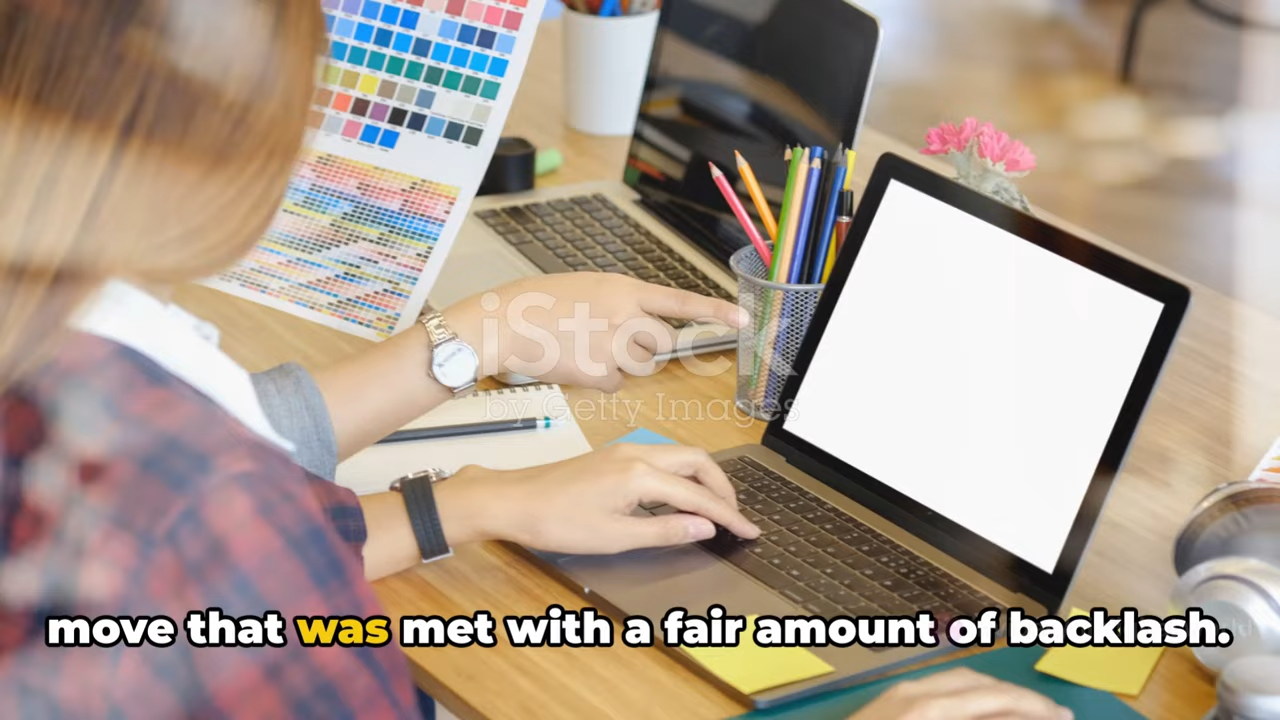 iStock
by Getty Images
move that was met with a fair amount of backlash.